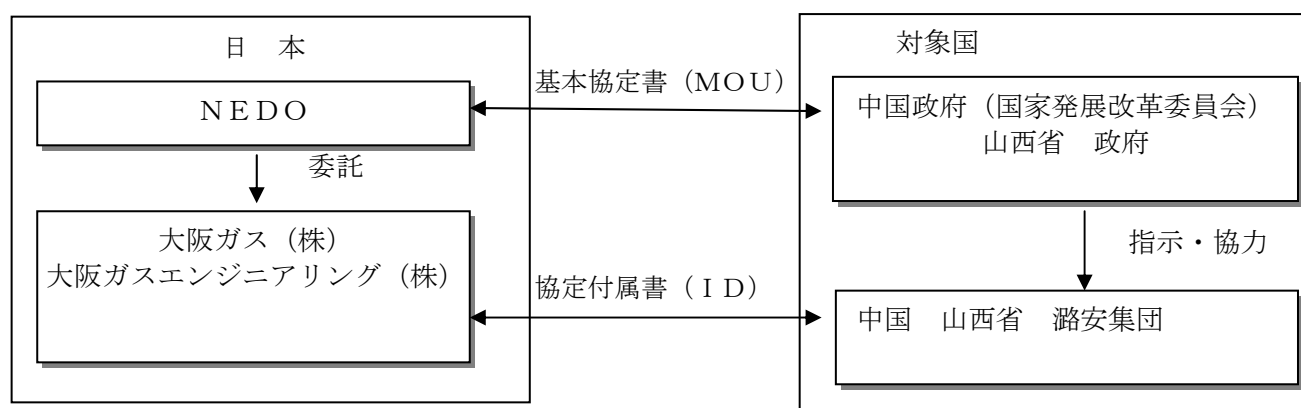 日　本
ＮＥＤＯ
委託
大阪ガス（株）
大阪ガスエンジニアリング（株）
基本協定書（ＭＯＵ）
協定付属書（ＩＤ）
対象国
中国政府（国家発展改革委員会）
山西省　政府
指示・協力
中国　山西省　潞安集団